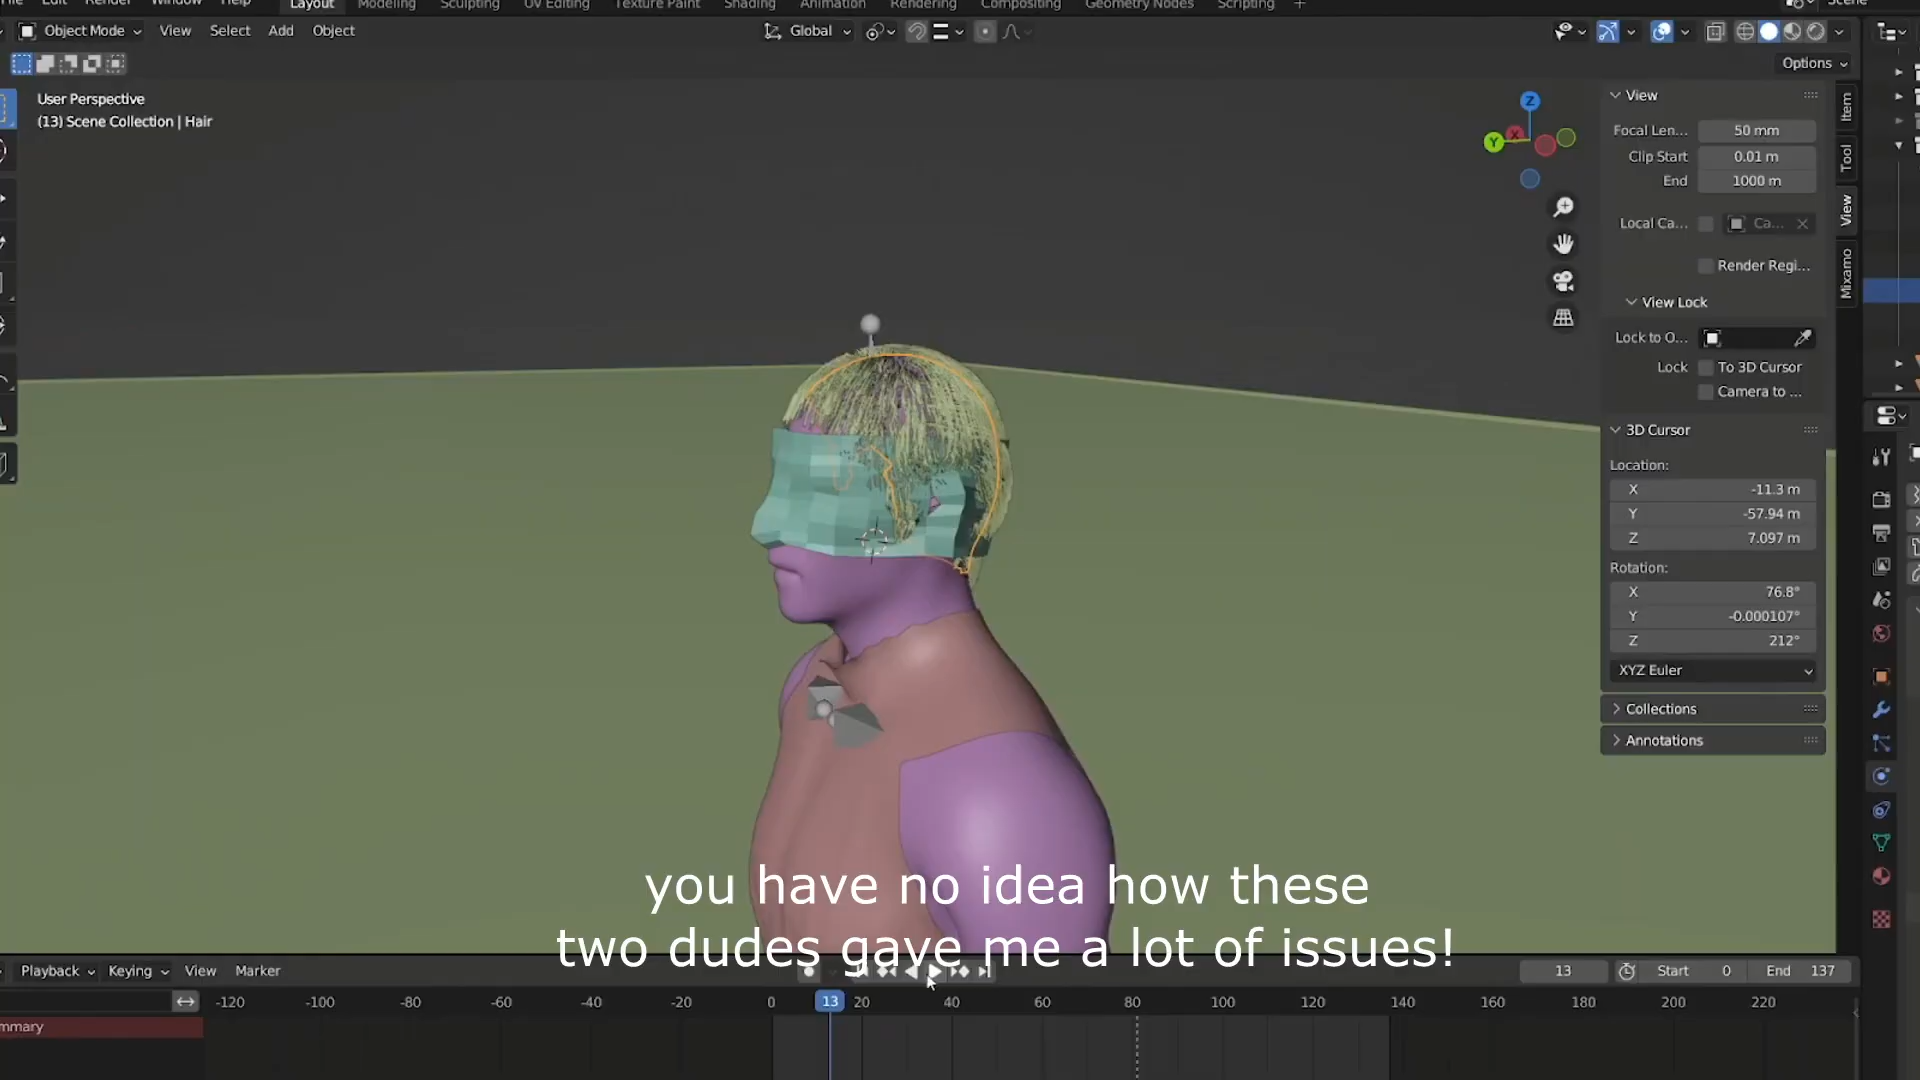 Layout Modeling Sculpting UV Editing Texture Paint Shading Animation Rendering Compositing Geometry Nodes Scripting + Scene
Object Mode View Select Add Object Global
Options
User Perspective
(13) Scene Collection | Hair
View
Focal Len... 50 mm
Clip Start 0.01 m
End 1000 m
Local Ca... Ca...
Render Regi...
View Lock
Lock to O...
Lock To 3D Cursor
Camera to ...
3D Cursor
Location:
X -11.3 m
Y -57.94 m
Z 7.097 m
Rotation:
X 76.8°
Y -0.000107°
Z 212°
XYZ Euler
Collections
Annotations
Item
Tool
View
Mixamo
Z
Y
X
you have no idea how these
two dudes gave me a lot of issues!
Playback Keying View Marker 13 Start 0 End 137
-120 -100 -80 -60 -40 -20 0 13 20 40 60 80 100 120 140 160 180 200 220
mmary